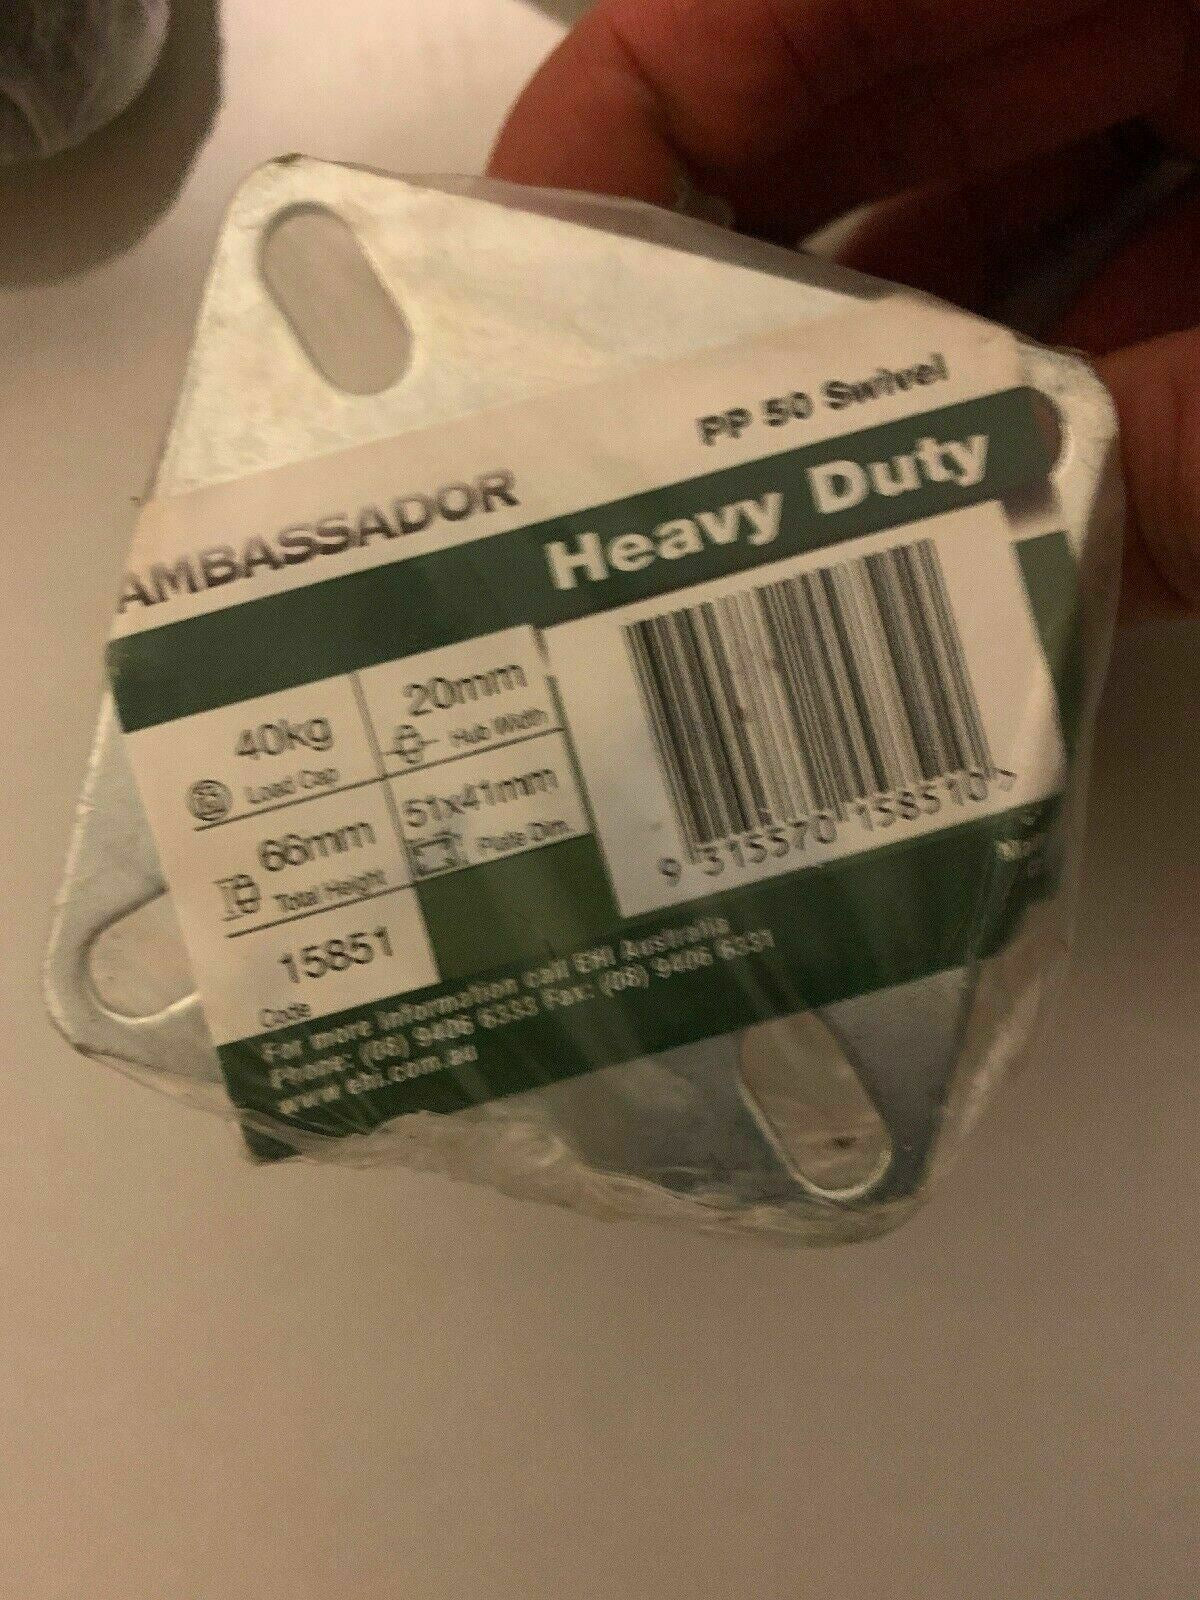 PP 50 Swivel
AMBASSADOR
Heavy Duty
40kg
Load Cap
20mm
Hub Width
66mm
Total Height
51x41mm
Plate Dim.
15851
Code
9 315570 158510 7
For more information call EHI Australia
Phone: (08) 9406 6333 Fax: (08) 9406 6331
www.ehi.com.au